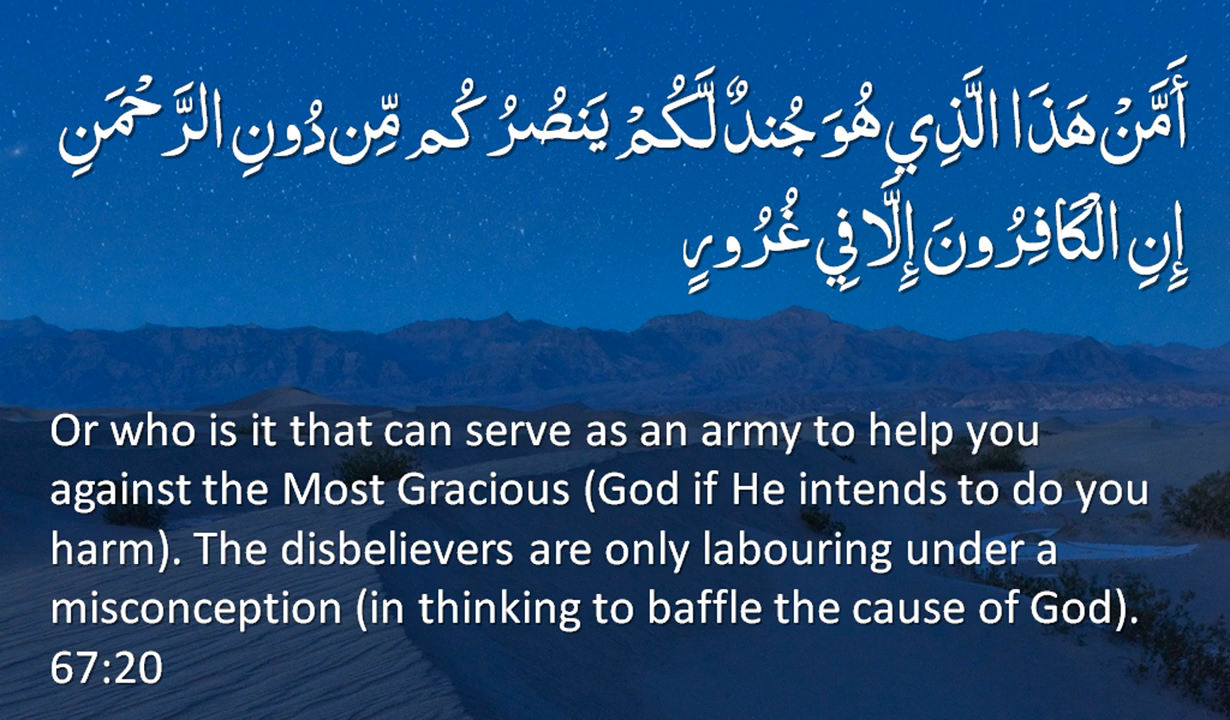 أَمَّنْ هَذَا الَّذِي هُوَ جُندٌ لَّكُمْ يَنصُرُكُم مِّن دُونِ الرَّحْمَنِ
إِنِ الْكَافِرُونَ إِلَّا فِي غُرُورٍ
Or who is it that can serve as an army to help you
against the Most Gracious (God if He intends to do you
harm). The disbelievers are only labouring under a
misconception (in thinking to baffle the cause of God).
67:20